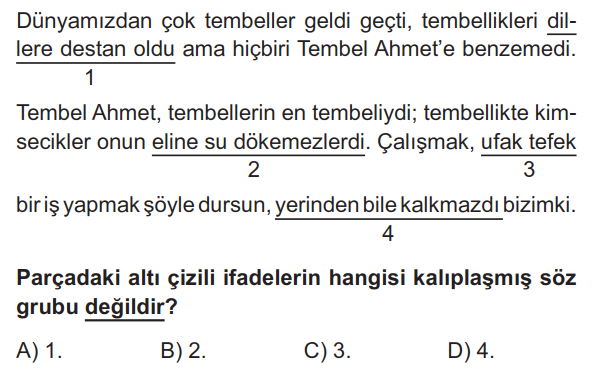 Dünyamızdan çok tembeller geldi geçti, tembellikleri dil-
lere destan oldu ama hiçbiri Tembel Ahmet’e benzemedi.
1
Tembel Ahmet, tembellerin en tembeliydi; tembellikte kim-
secikler onun eline su dökemezlerdi. Çalışmak, ufak tefek
2 3
bir iş yapmak şöyle dursun, yerinden bile kalkmazdı bizimki.
4
Parçadaki altı çizili ifadelerin hangisi kalıplaşmış söz
grubu değildir?
A) 1. B) 2. C) 3. D) 4.